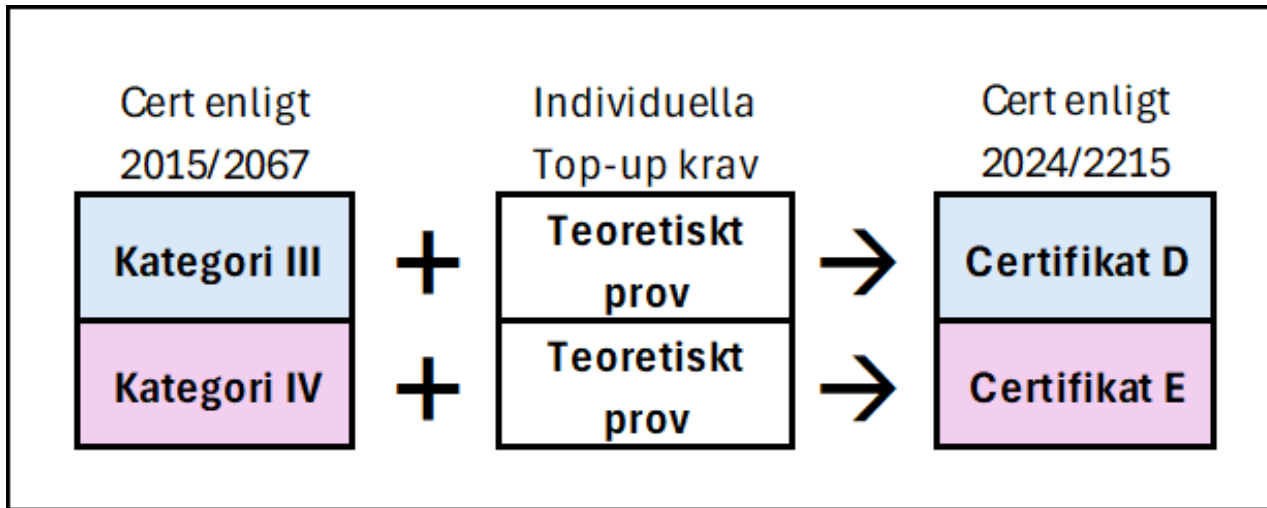 Cert enligt
2015/2067
Individuella
Top-up krav
Cert enligt
2024/2215
Kategori III
+
Teoretiskt
prov
→
Certifikat D
Kategori IV
+
Teoretiskt
prov
→
Certifikat E